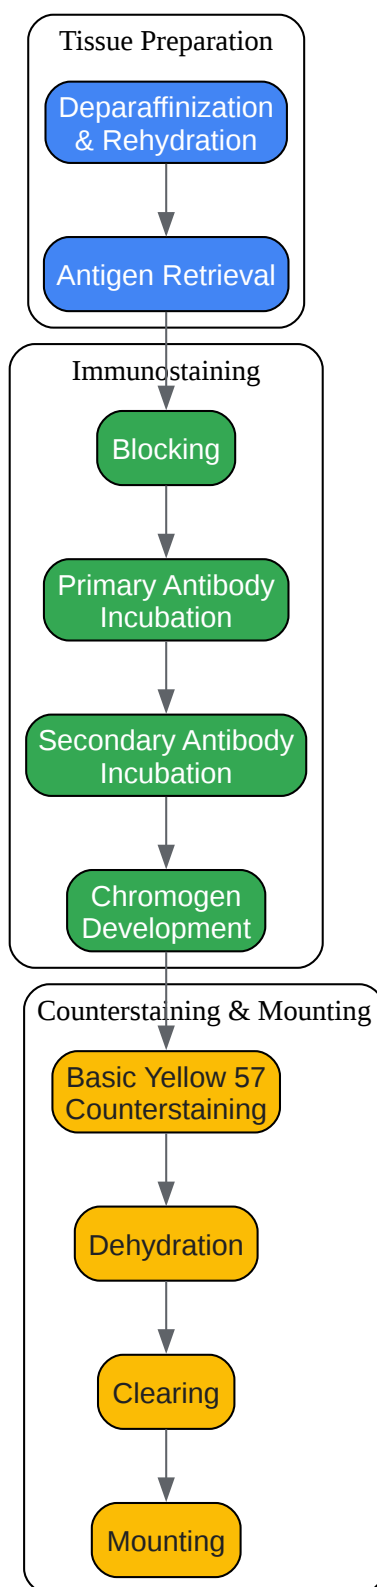 Tissue Preparation
Deparaffinization
& Rehydration
Antigen Retrieval
Immunostaining
Blocking
Primary Antibody
Incubation
Secondary Antibody
Incubation
Chromogen
Development
Counterstaining & Mounting
Basic Yellow 57
Counterstaining
Dehydration
Clearing
Mounting